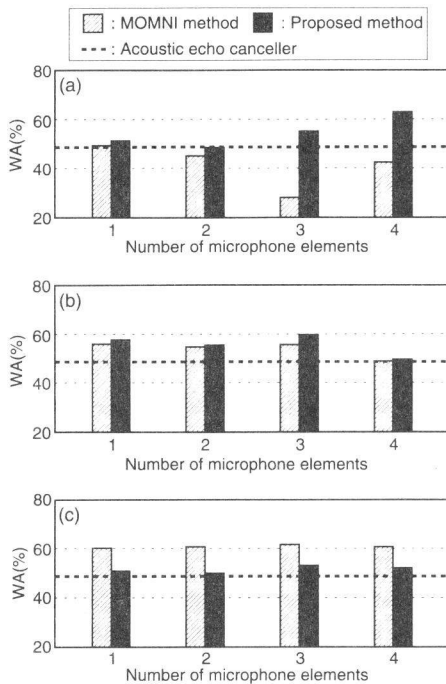 : MOMNI method : Proposed method
: Acoustic echo canceller
80
(a)
60
WA(%)
40
20
1 2 3 4
Number of microphone elements
80
(b)
60
WA(%)
40
20
1 2 3 4
Number of microphone elements
80
(c)
60
WA(%)
40
20
1 2 3 4
Number of microphone elements